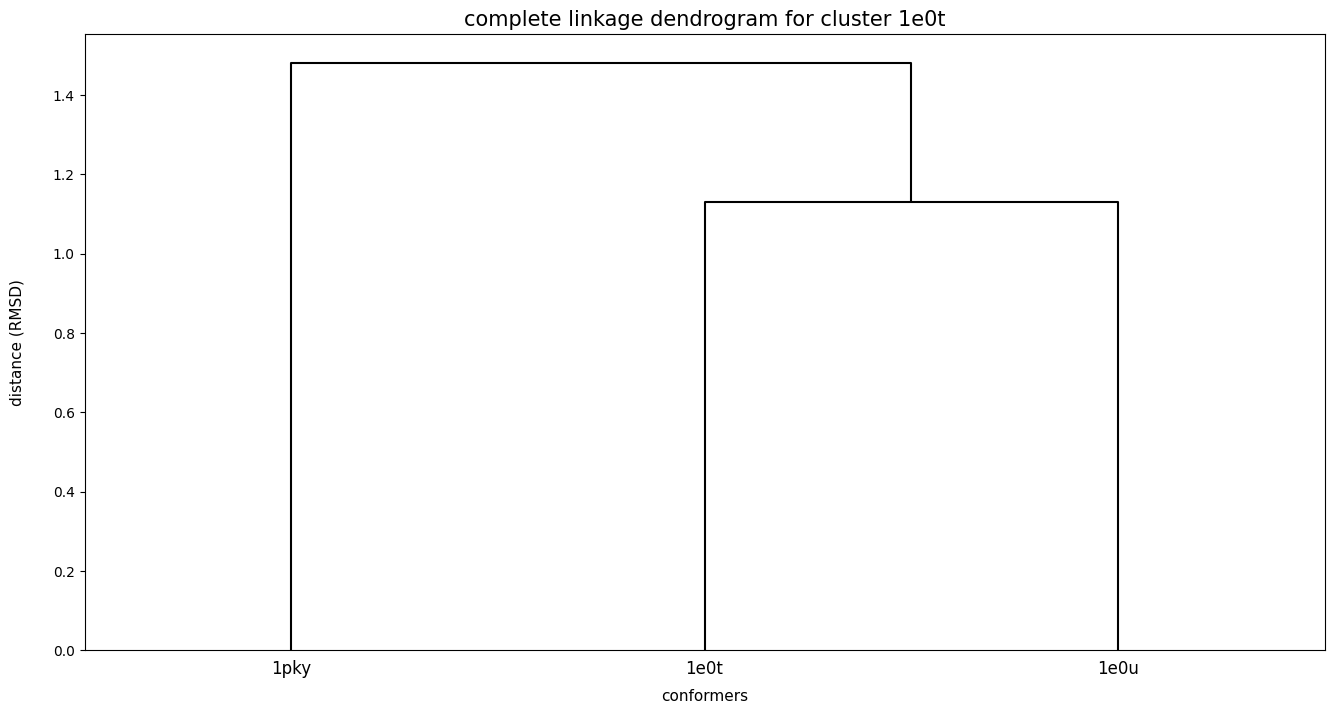 complete linkage dendrogram for cluster 1e0t
1.4
1.2
1.0
0.8
0.6
0.4
0.2
0.0
distance (RMSD)
1pky 1e0t 1e0u
conformers